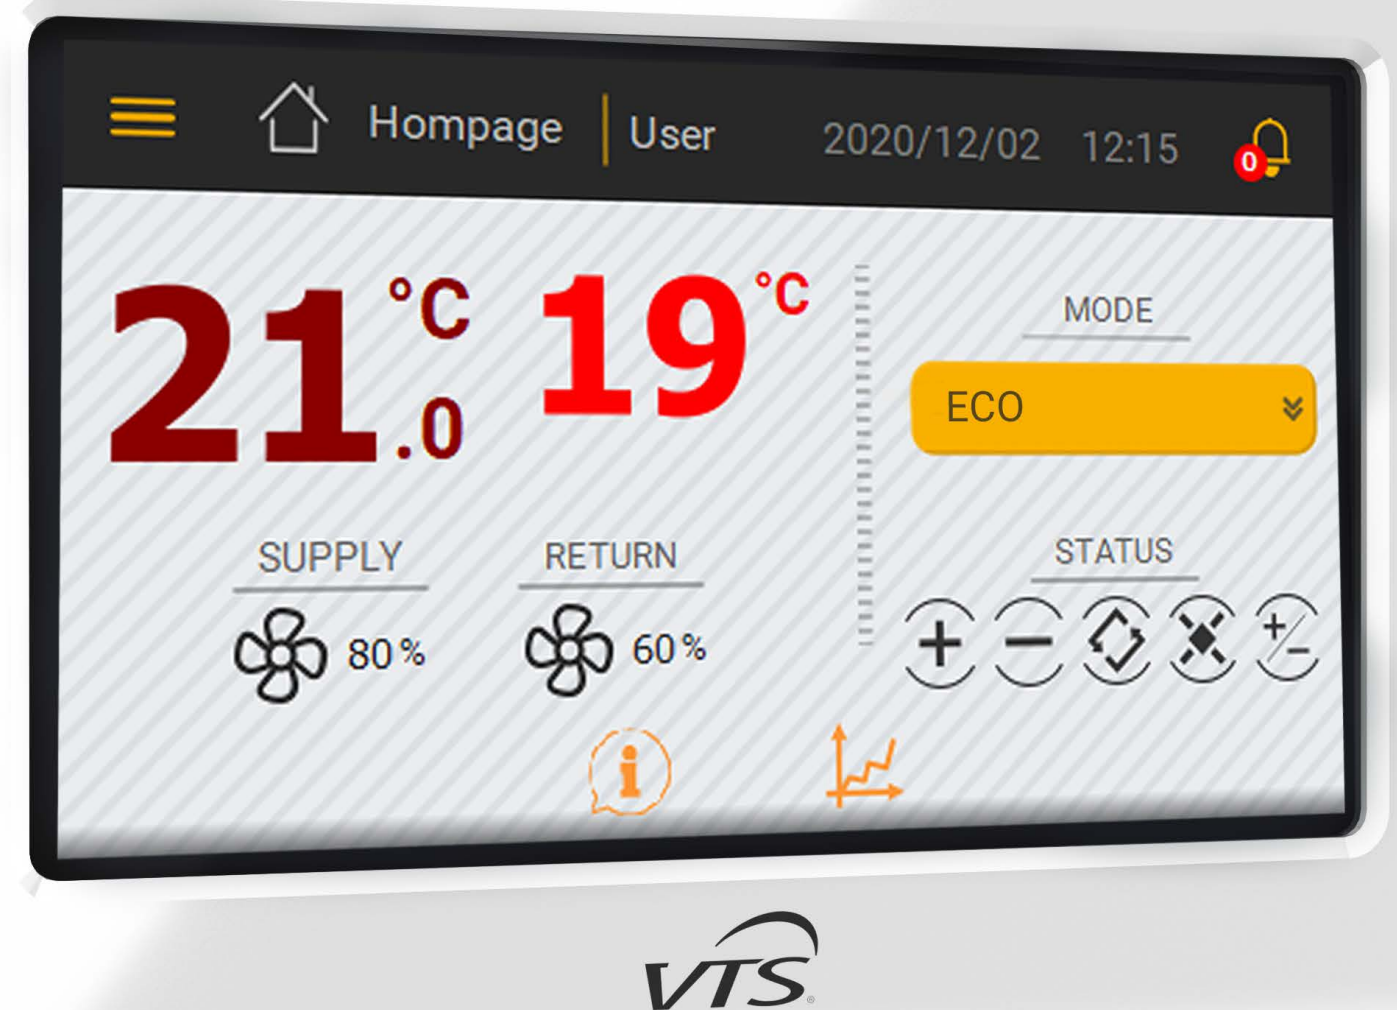 Hompage User 2020/12/02 12:15 0
21.0 °C 19 °C
MODE
ECO
SUPPLY RETURN STATUS
80% 60%
VTS